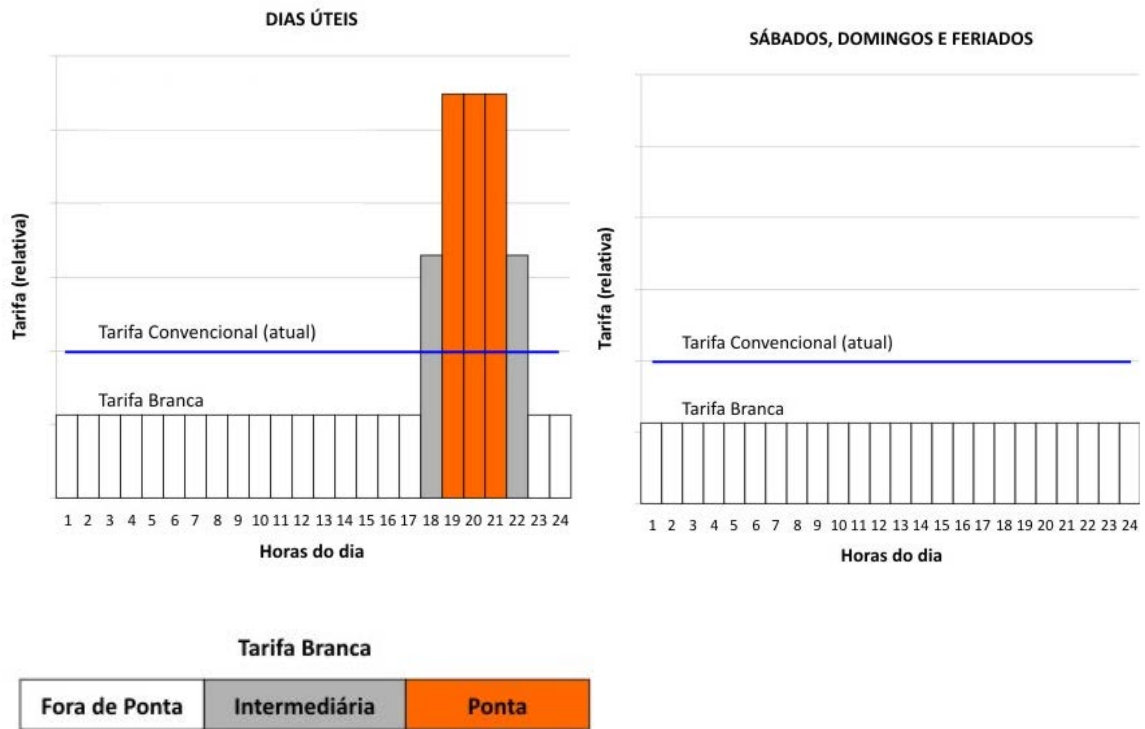 DIAS ÚTEIS
Tarifa (relativa)
Tarifa Convencional (atual)
Tarifa Branca
1 2 3 4 5 6 7 8 9 10 11 12 13 14 15 16 17 18 19 20 21 22 23 24
Horas do dia
SÁBADOS, DOMINGOS E FERIADOS
Tarifa (relativa)
Tarifa Convencional (atual)
Tarifa Branca
1 2 3 4 5 6 7 8 9 10 11 12 13 14 15 16 17 18 19 20 21 22 23 24
Horas do dia
Tarifa Branca
Fora de Ponta Intermediária Ponta